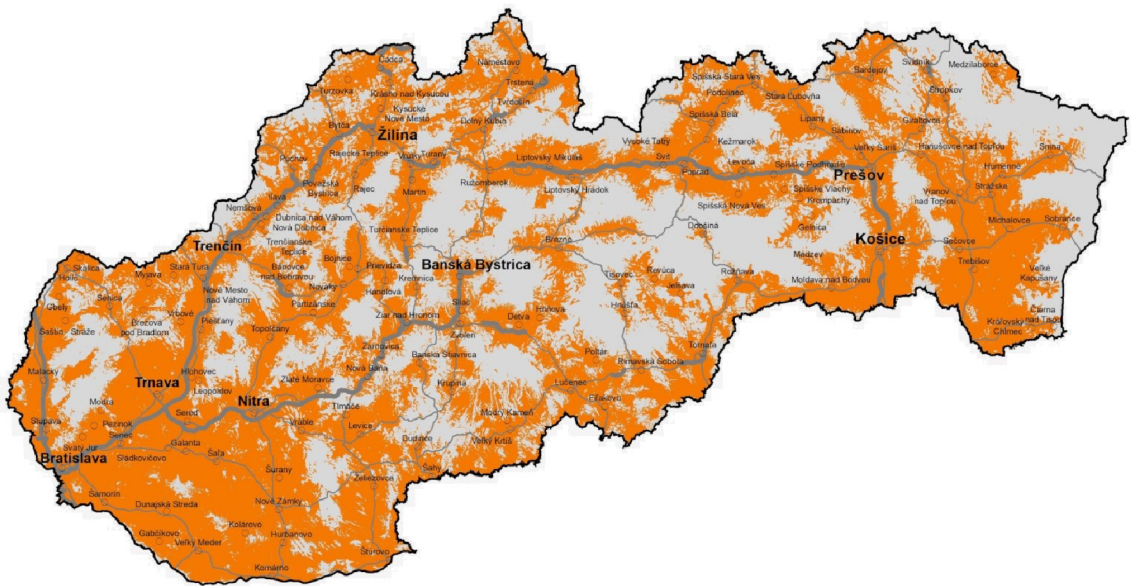 Čadca
Námestovo
Trstená
Turzovka
Krásno nad Kysucou
Tvrdošín
Kysucké
Nové Mesto
Dolný Kubín
Bytča
Žilina
Spišská Stará Ves
Podolínec
Stará Ľubovňa
Bardejov
Svidník
Medzilaborce
Stropkov
Spišská Belá
Lipany
Sabinov
Giraltovce
Vysoké Tatry
Kežmarok
Veľký Šariš
Hanušovce nad Topľou
Snina
Humenné
Rajecké Teplice
Vrútky
Turany
Púchov
Považská
Bystrica
Rajec
Martin
Ružomberok
Liptovský Mikuláš
Liptovský Hrádok
Svit
Poprad
Levoča
Spišské Podhradie
Prešov
Spišské Vlachy
Krompachy
Spišská Nová Ves
Vranov
nad Topľou
Strážske
Michalovce
Sobrance
Ilava
Nemšová
Dubnica nad Váhom
Nová Dubnica
Trenčín
Trenčianske
Teplice
Turčianske Teplice
Bojnice
Prievidza
Bánovce
nad Bebravou
Nováky
Handlová
Kremnica
Banská Bystrica
Brezno
Dobšiná
Gelnica
Medzev
Košice
Sečovce
Trebišov
Veľké
Kapušany
Čierna
nad Tisou
Kráľovský
Chlmec
Moldava nad Bodvou
Rožňava
Revúca
Jelšava
Tisovec
Hnúšťa
Tornaľa
Skalica
Holíč
Myjava
Stará Turá
Nové Mesto
nad Váhom
Gbely
Senica
Vrbové
Brezová
pod Bradlom
Piešťany
Partizánske
Topoľčany
Šaštín - Stráže
Žiar nad Hronom
Sliač
Zvolen
Detva
Hriňová
Žarnovica
Banská Štiavnica
Nová Baňa
Krupina
Poltár
Rimavská Sobota
Lučenec
Fiľakovo
Modrý Kameň
Veľký Krtíš
Malacky
Hlohovec
Leopoldov
Trnava
Modra
Zlaté Moravce
Nitra
Tlmače
Levice
Vráble
Dudince
Šahy
Želiezovce
Stupava
Pezinok
Senec
Sereď
Svätý Jur
Bratislava
Sládkovičovo
Galanta
Šaľa
Šurany
Šamorín
Dunajská Streda
Nové Zámky
Gabčíkovo
Kolárovo
Hurbanovo
Veľký Meder
Komárno
Štúrovo